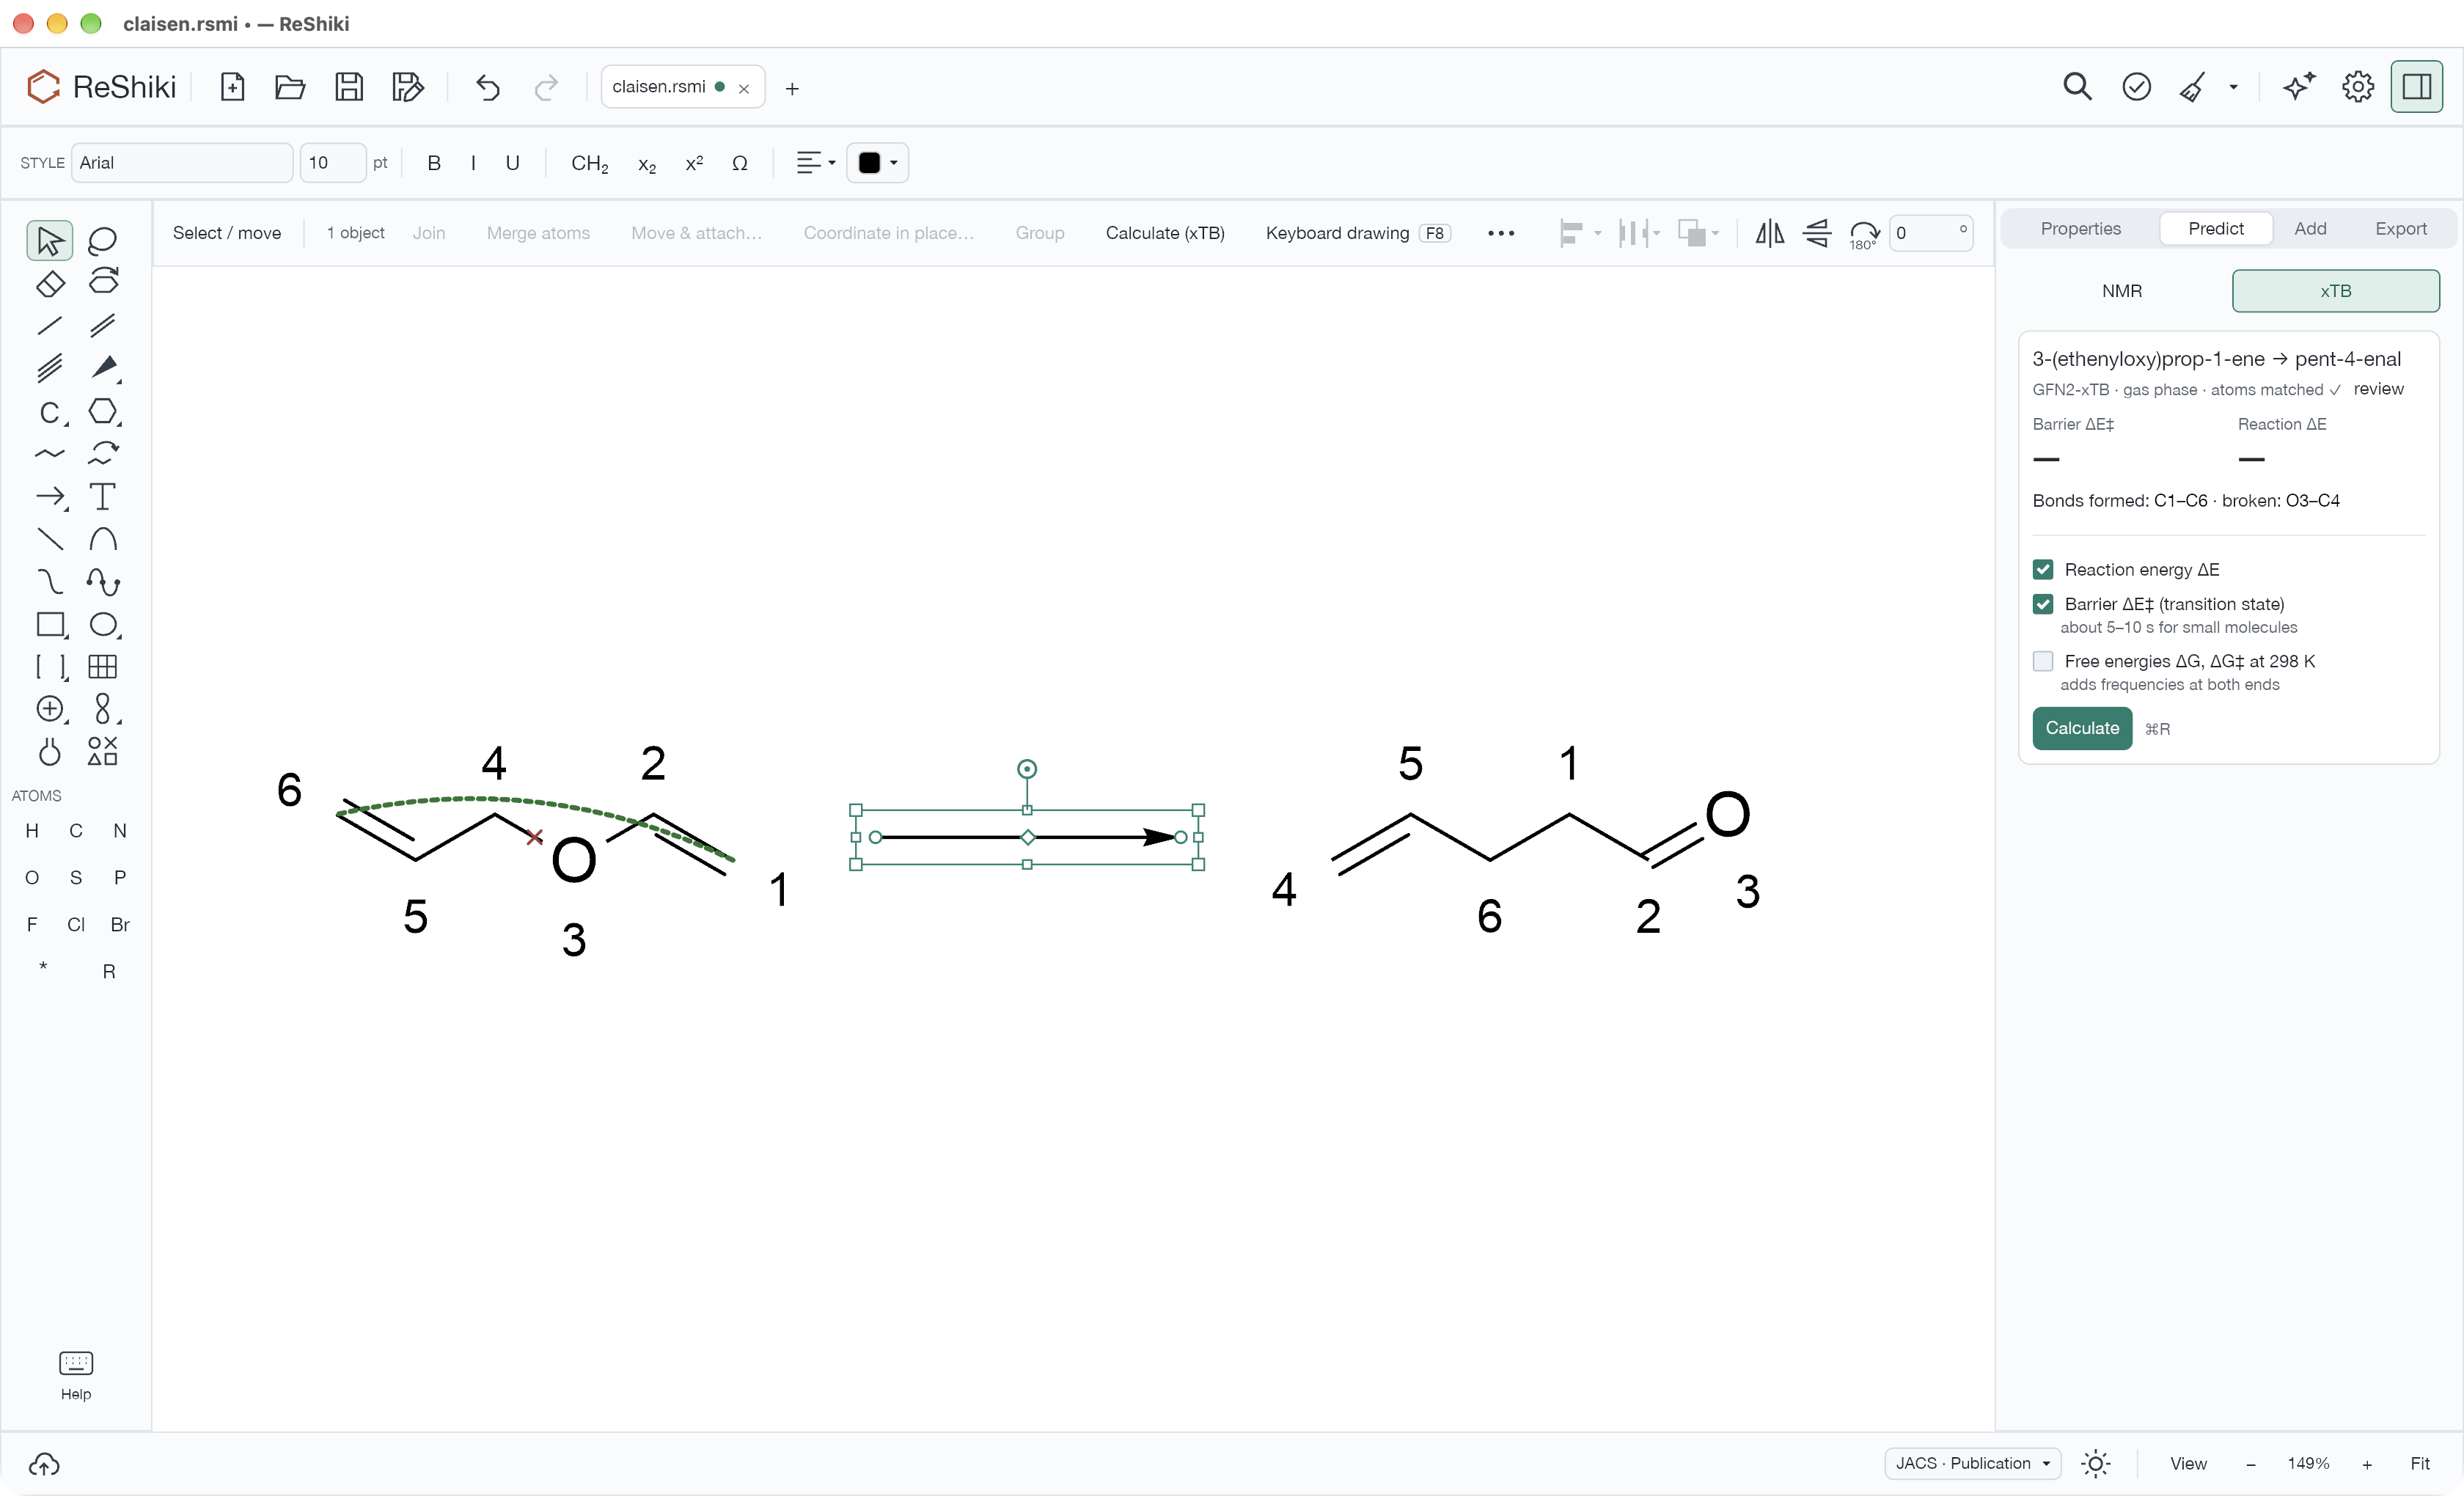 claisen.rsmi • — ReShiki
ReShiki
claisen.rsmi
STYLE Arial 10 pt B I U CH₂ x₂ x² Ω
Select / move 1 object Join Merge atoms Move & attach... Coordinate in place... Group Calculate (xTB) Keyboard drawing F8 ••• 180° 0 °
Properties Predict Add Export
NMR xTB
3-(ethenyloxy)prop-1-ene → pent-4-enal
GFN2-xTB · gas phase · atoms matched ✓ review
Barrier ΔE‡ Reaction ΔE
— —
Bonds formed: C1–C6 · broken: O3–C4
Reaction energy ΔE
Barrier ΔE‡ (transition state)
about 5–10 s for small molecules
Free energies ΔG, ΔG‡ at 298 K
adds frequencies at both ends
Calculate ⌘R
C
T
[ ]
ATOMS
H C N
O S P
F Cl Br
* R
Help
6 4 2
O
5 3 1
5 1
O
4 6 2 3
JACS · Publication View − 149% + Fit